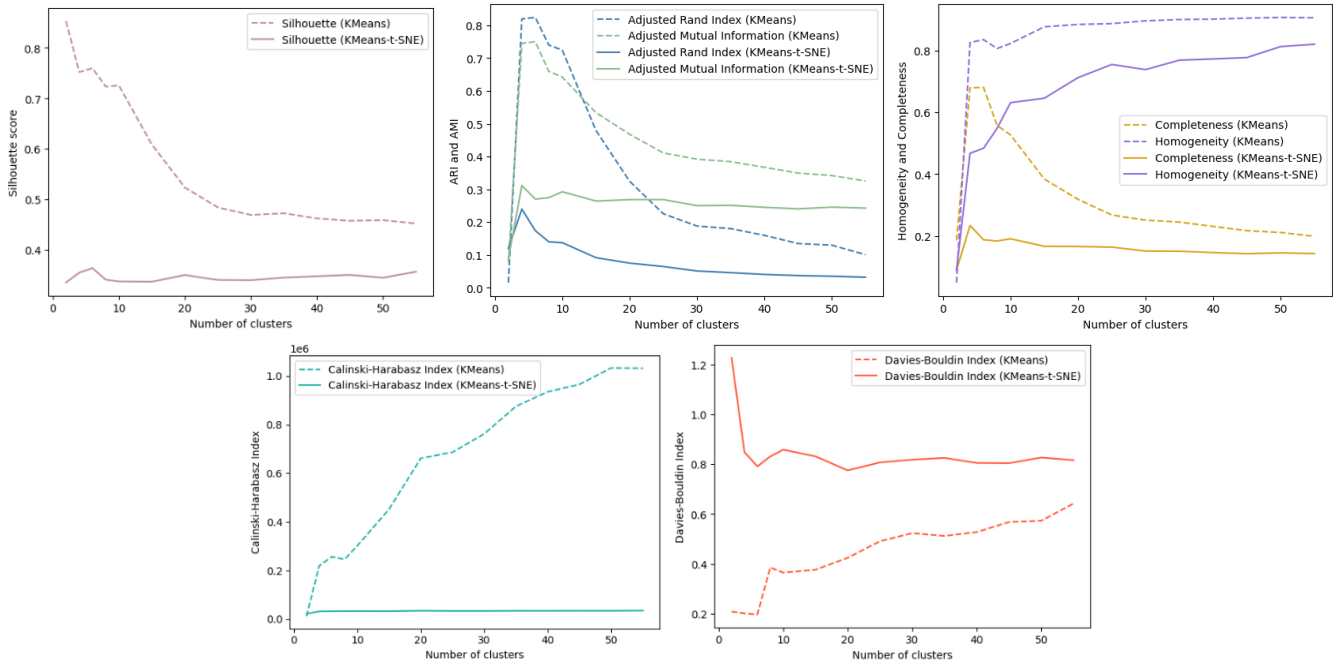 Silhouette (KMeans)
Silhouette (KMeans-t-SNE)
Silhouette score
0.8
0.7
0.6
0.5
0.4
0 10 20 30 40 50
Number of clusters
Adjusted Rand Index (KMeans)
Adjusted Mutual Information (KMeans)
Adjusted Rand Index (KMeans-t-SNE)
Adjusted Mutual Information (KMeans-t-SNE)
ARI and AMI
0.8
0.7
0.6
0.5
0.4
0.3
0.2
0.1
0.0
0 10 20 30 40 50
Number of clusters
Completeness (KMeans)
Homogeneity (KMeans)
Completeness (KMeans-t-SNE)
Homogeneity (KMeans-t-SNE)
Homogeneity and Completeness
0.8
0.6
0.4
0.2
0 10 20 30 40 50
Number of clusters
1e6
Calinski-Harabasz Index (KMeans)
Calinski-Harabasz Index (KMeans-t-SNE)
Calinski-Harabasz Index
1.0
0.8
0.6
0.4
0.2
0.0
0 10 20 30 40 50
Number of clusters
Davies-Bouldin Index (KMeans)
Davies-Bouldin Index (KMeans-t-SNE)
Davies-Bouldin Index
1.2
1.0
0.8
0.6
0.4
0.2
0 10 20 30 40 50
Number of clusters